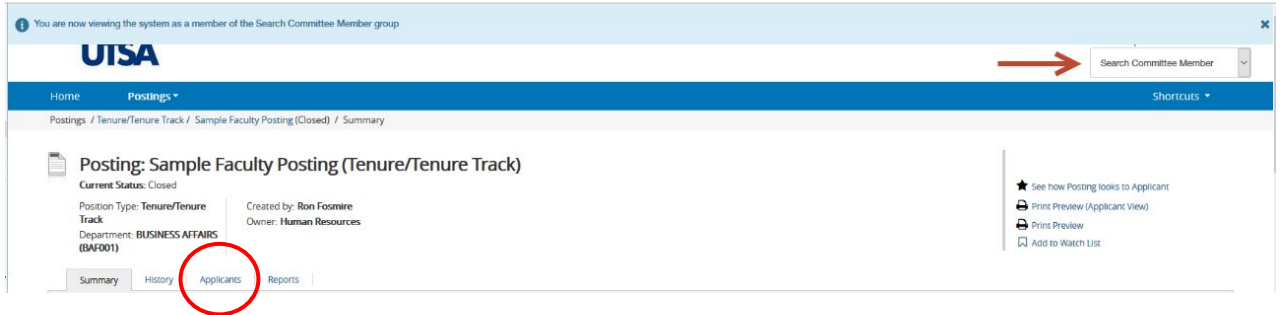 You are now viewing the system as a member of the Search Committee Member group
UTSA
Search Committee Member
Home Postings Shortcuts
Postings / Tenure/Tenure Track / Sample Faculty Posting (Closed) / Summary
Posting: Sample Faculty Posting (Tenure/Tenure Track)
Current Status: Closed
Position Type: Tenure/Tenure Track
Department: BUSINESS AFFAIRS (BAF001)
Created by: Ron Fosmire
Owner: Human Resources
See how Posting looks to Applicant
Print Preview (Applicant View)
Print Preview
Add to Watch List
Summary History Applicants Reports